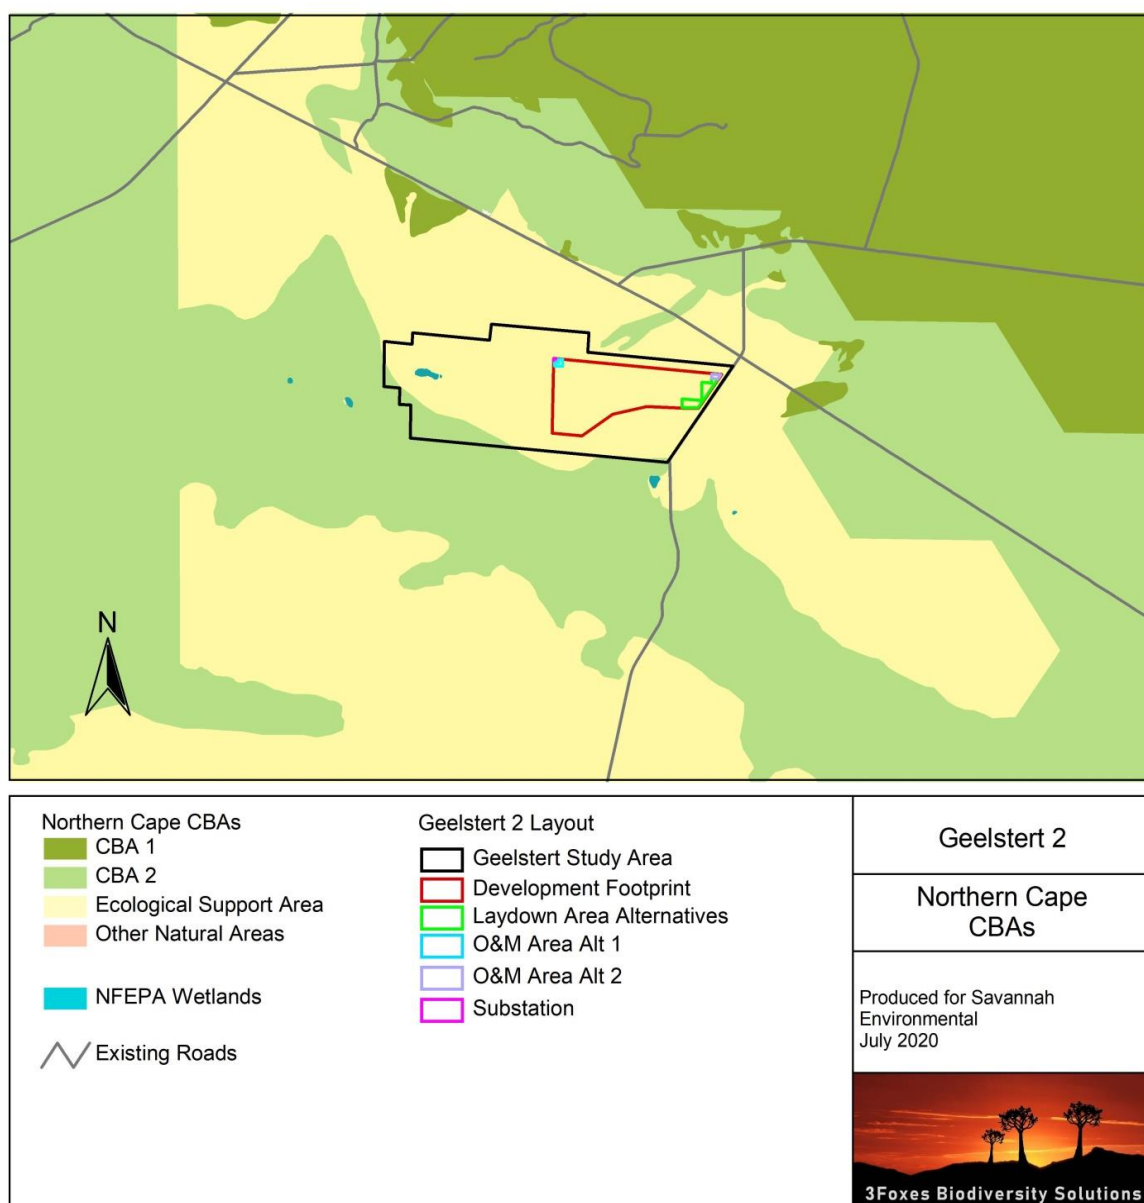 N
Northern Cape CBAs
CBA 1
CBA 2
Ecological Support Area
Other Natural Areas
NFEPA Wetlands
Existing Roads
Geelstert 2 Layout
Geelstert Study Area
Development Footprint
Laydown Area Alternatives
O&M Area Alt 1
O&M Area Alt 2
Substation
Geelstert 2
Northern Cape
CBAs
Produced for Savannah
Environmental
July 2020
3Foxes Biodiversity Solutions